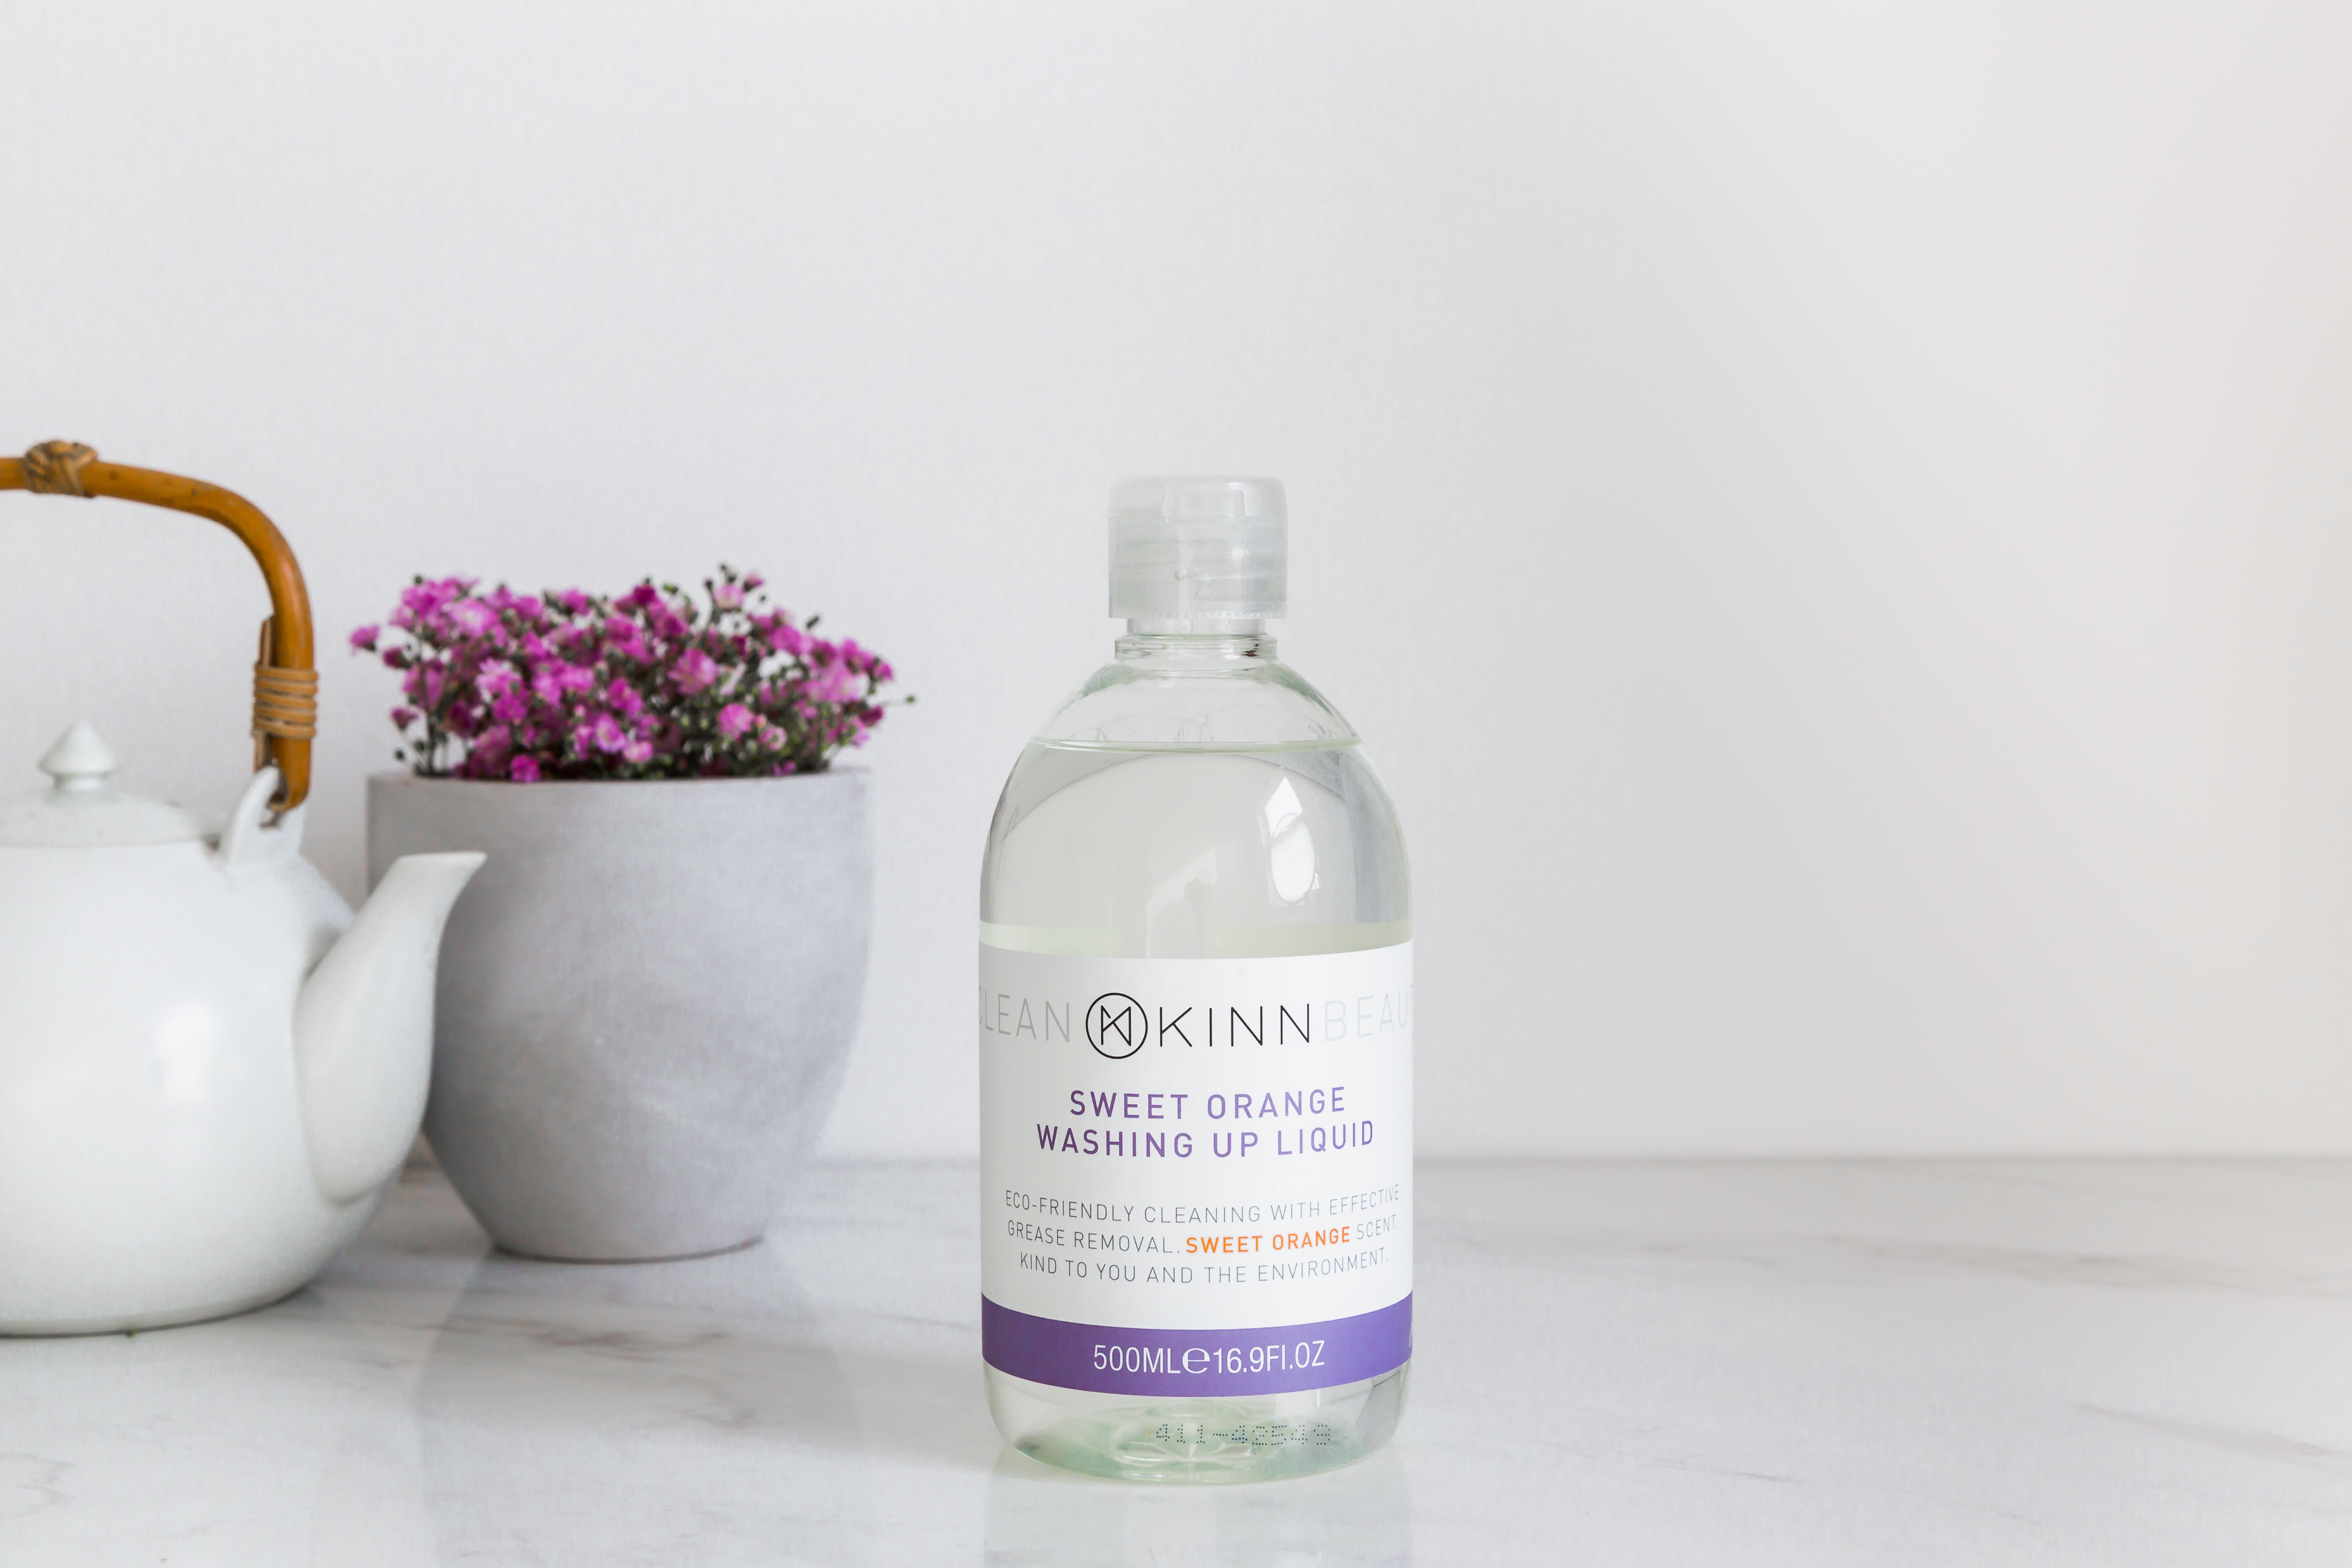 CLEAN KINN BEAU
SWEET ORANGE
WASHING UP LIQUID
ECO-FRIENDLY CLEANING WITH EFFECTIVE
GREASE REMOVAL. SWEET ORANGE SCENT
KIND TO YOU AND THE ENVIRONMENT.
500ML℮16.9Fl.OZ